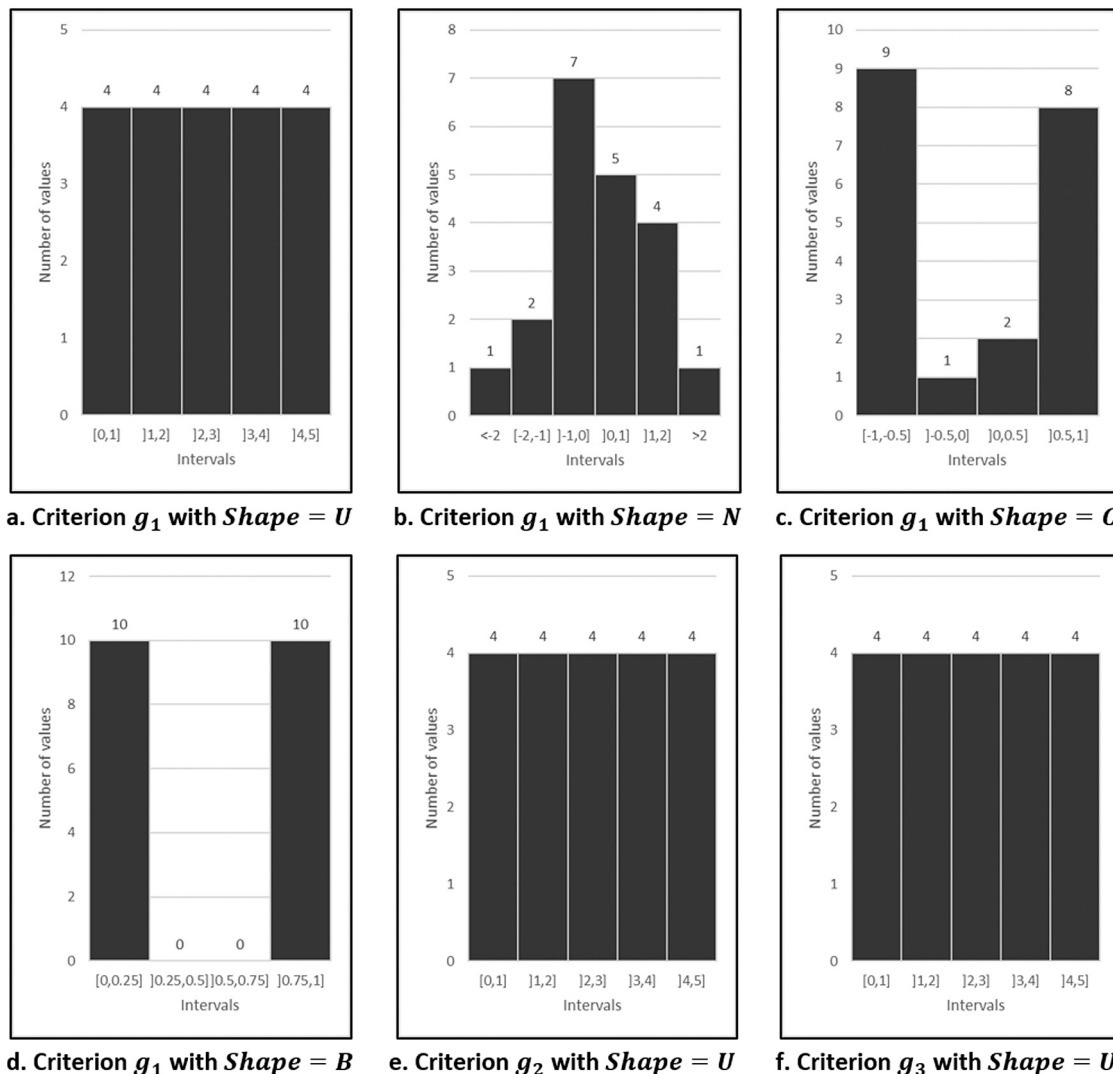 5
4
3
2
1
0
4 4 4 4 4
Number of values
[0,1] ]1,2] ]2,3] ]3,4] ]4,5]
Intervals
a. Criterion g₁ with Shape = U
8
7
6
5
4
3
2
1
0
1 2 7 5 4 1
Number of values
<-2 [-2,-1] ]-1,0] ]0,1] ]1,2] >2
Intervals
b. Criterion g₁ with Shape = N
10
9
8
7
6
5
4
3
2
1
0
9 1 2 8
Number of values
[-1,-0.5] ]-0.5,0] ]0,0.5] ]0.5,1]
Intervals
c. Criterion g₁ with Shape =
12
10
8
6
4
2
0
10 0 0 10
Number of values
[0,0.25] ]0.25,0.5] ]0.5,0.75] ]0.75,1]
Intervals
d. Criterion g₁ with Shape = B
5
4
3
2
1
0
4 4 4 4 4
Number of values
[0,1] ]1,2] ]2,3] ]3,4] ]4,5]
Intervals
e. Criterion g₂ with Shape = U
5
4
3
2
1
0
4 4 4 4 4
Number of values
[0,1] ]1,2] ]2,3] ]3,4] ]4,5]
Intervals
f. Criterion g₃ with Shape = U